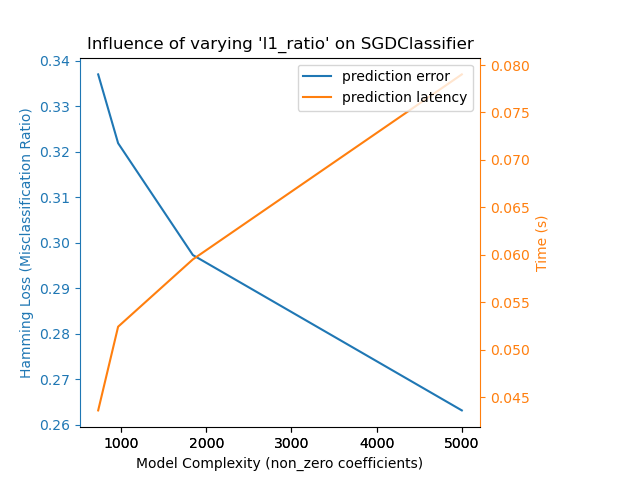 Influence of varying 'l1_ratio' on SGDClassifier
prediction error
prediction latency
Hamming Loss (Misclassification Ratio)
0.34
0.33
0.32
0.31
0.30
0.29
0.28
0.27
0.26
0.080
0.075
0.070
0.065
0.060
0.055
0.050
0.045
Time (s)
1000 2000 3000 4000 5000
Model Complexity (non_zero coefficients)